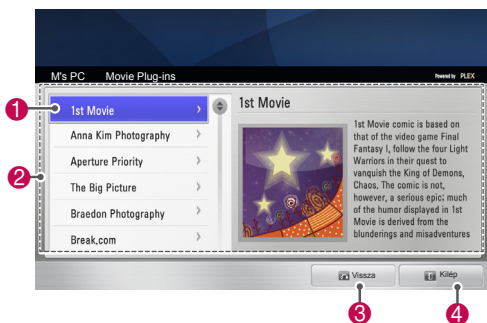 M's PC Movie Plug-ins Powered by PLEX
1 1st Movie
Anna Kim Photography
Aperture Priority
2 The Big Picture
Braedon Photography
Break.com
1st Movie
1st Movie comic is based on
that of the video game Final
Fantasy I, follow the four Light
Warriors in their quest to
vanquish the King of Demons,
Chaos, The comic is not,
however, a serious epic; much
of the humor displayed in 1st
Movie is derived from the
blunderings and misadventures
Vissza Kilép
3 4